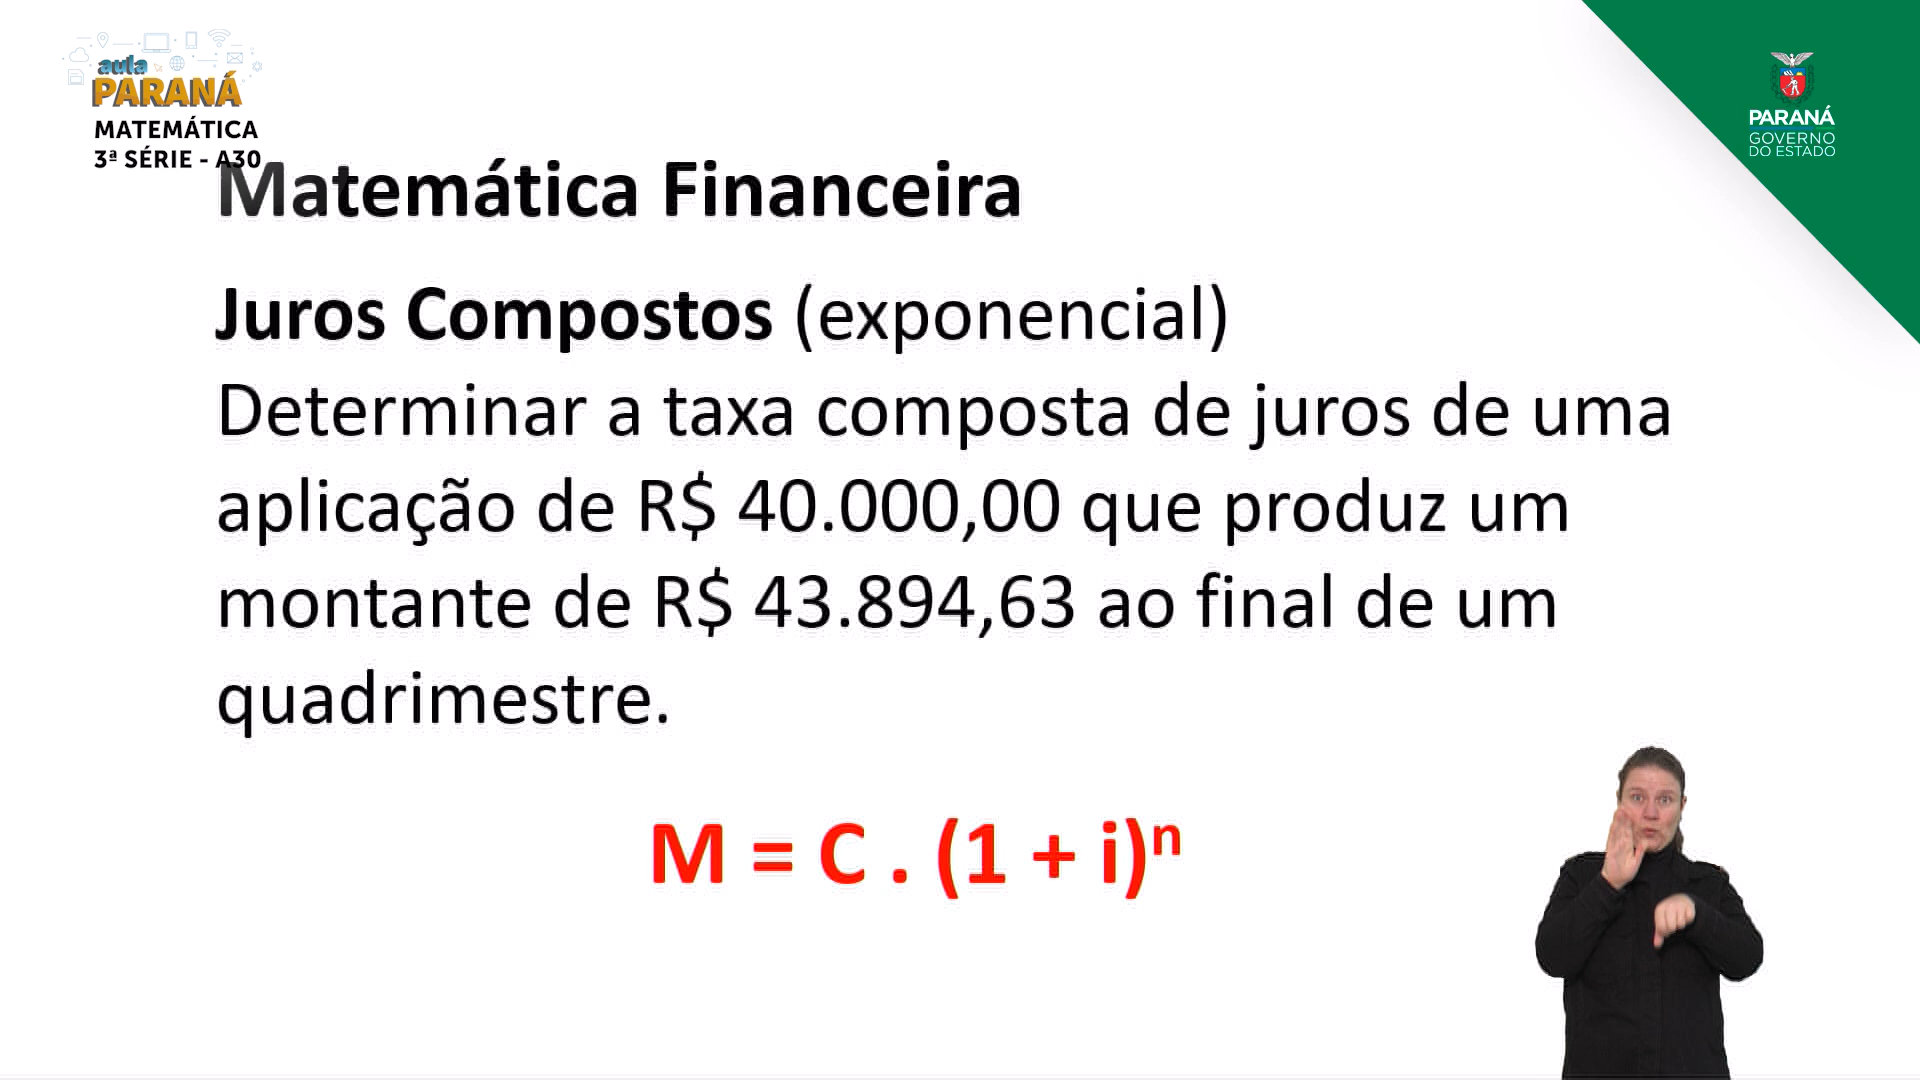 aula
PARANÁ
MATEMÁTICA
3ª SÉRIE - A30
PARANÁ
GOVERNO
DO ESTADO
Matemática Financeira
Juros Compostos (exponencial)
Determinar a taxa composta de juros de uma
aplicação de R$ 40.000,00 que produz um
montante de R$ 43.894,63 ao final de um
quadrimestre.
M = C . (1 + i)ⁿ